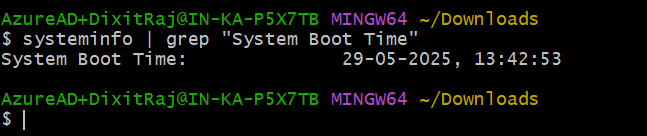 AzureAD+DixitRaj@IN-KA-P5X7TB MINGW64 ~/Downloads
$ systeminfo | grep "System Boot Time"
System Boot Time:          29-05-2025, 13:42:53
AzureAD+DixitRaj@IN-KA-P5X7TB MINGW64 ~/Downloads
$